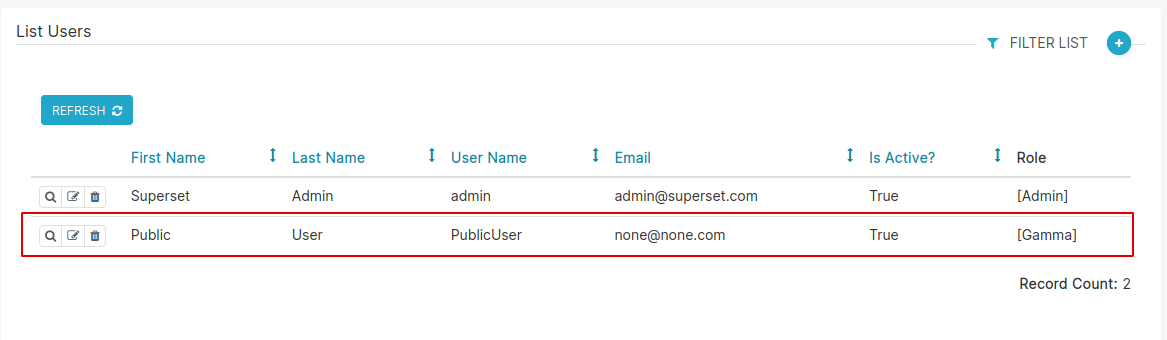 List Users
FILTER LIST
REFRESH
First Name Last Name User Name Email Is Active? Role
Superset Admin admin admin@superset.com True [Admin]
Public User PublicUser none@none.com True [Gamma]
Record Count: 2